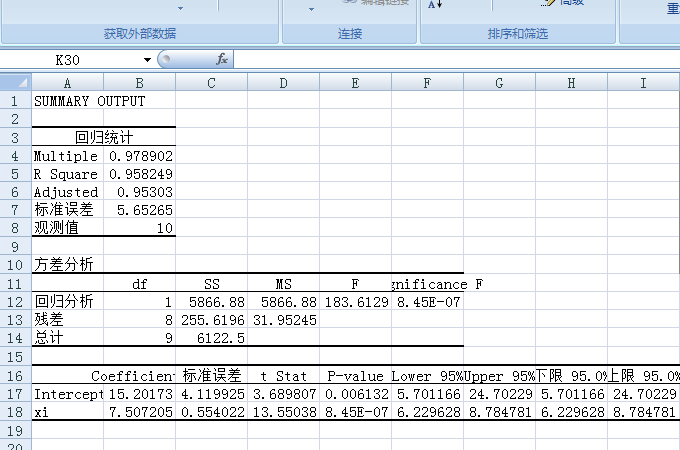 编辑链接 高级 重
获取外部数据 连接 排序和筛选
K30 fx
A B C D E F G H I
1 SUMMARY OUTPUT
2
3 回归统计
4 Multiple 0.978902
5 R Square 0.958249
6 Adjusted 0.95303
7 标准误差 5.65265
8 观测值 10
9
10 方差分析
11 df SS MS F gnificance F
12 回归分析 1 5866.88 5866.88 183.6129 8.45E-07
13 残差 8 255.6196 31.95245
14 总计 9 6122.5
15
16 Coefficien 标准误差 t Stat P-value Lower 95% Upper 95% 下限 95.0% 上限 95.0%
17 Intercept 15.20173 4.119925 3.689807 0.006132 5.701166 24.70229 5.701166 24.70229
18 xi 7.507205 0.554022 13.55038 8.45E-07 6.229628 8.784781 6.229628 8.784781
19
20